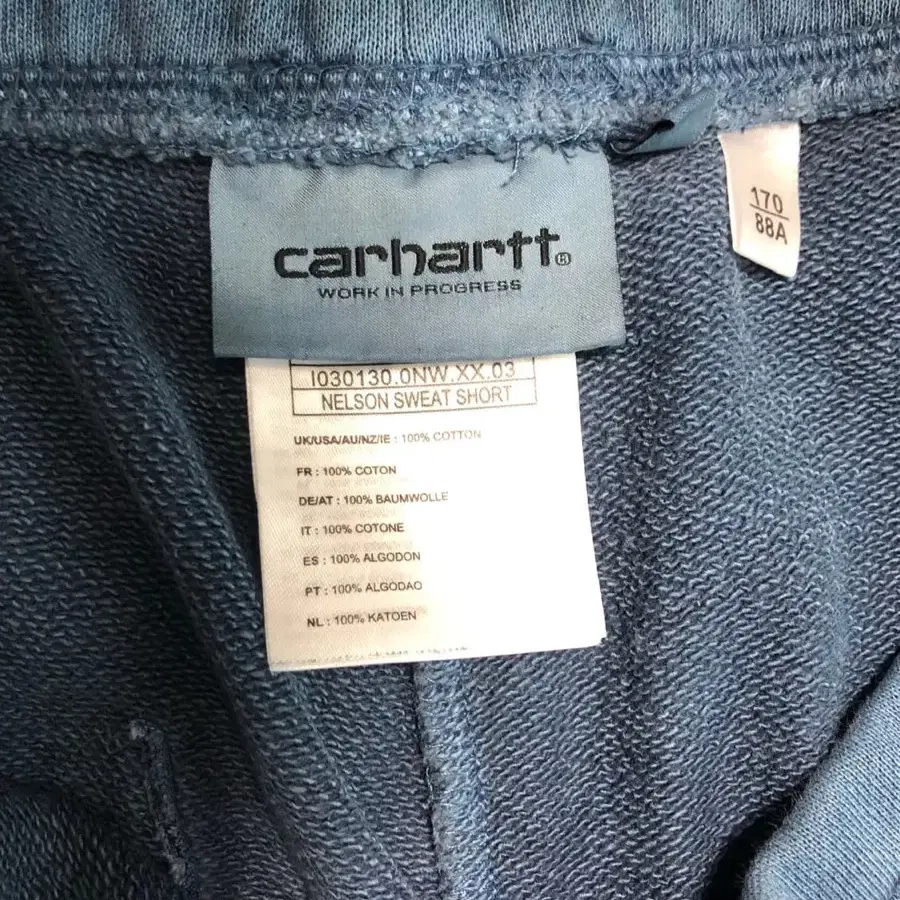 carhartt®
WORK IN PROGRESS
170
88A
I030130.0NW.XX.03
NELSON SWEAT SHORT
UK/USA/AU/NZ/IE : 100% COTTON
FR : 100% COTON
DE/AT : 100% BAUMWOLLE
IT : 100% COTONE
ES : 100% ALGODON
PT : 100% ALGODAO
NL : 100% KATOEN